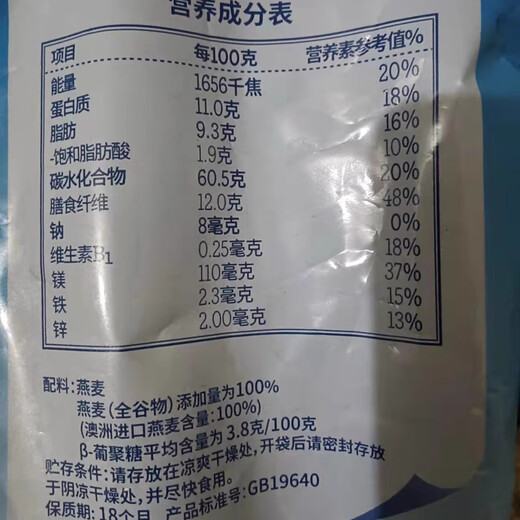 营养成分表
项目 每100克 营养素参考值%
能量 1656千焦 20%
蛋白质 11.0克 18%
脂肪 9.3克 16%
-饱和脂肪酸 1.9克 10%
碳水化合物 60.5克 20%
膳食纤维 12.0克 48%
钠 8毫克 0%
维生素B1 0.25毫克 18%
镁 110毫克 37%
铁 2.3毫克 15%
锌 2.00毫克 13%
配料：燕麦
燕麦（全谷物）添加量为100%
(澳洲进口燕麦含量:100%)
β-葡聚糖平均含量为3.8克/100克
贮存条件：请存放在凉爽干燥处，开袋后请密封存放
于阴凉干燥处，并尽快食用。
保质期：18个月 产品标准号：GB19640